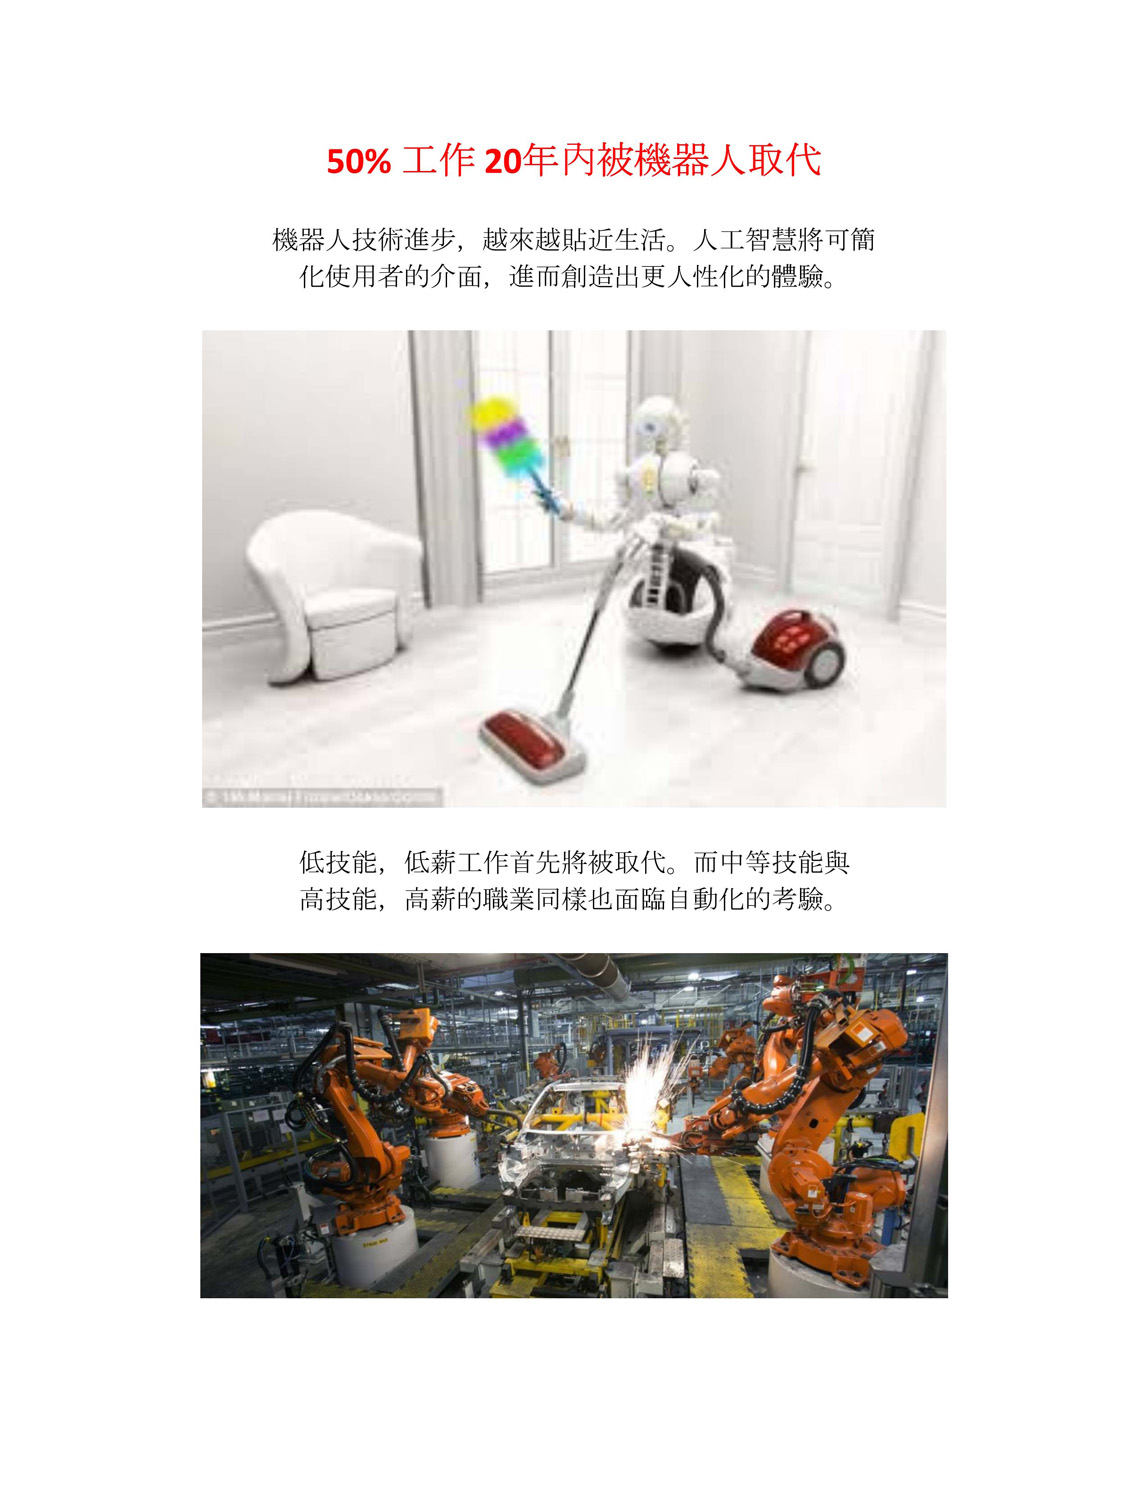 50% 工作 20年內被機器人取代
機器人技術進步，越來越貼近生活。人工智慧將可簡
化使用者的介面，進而創造出更人性化的體驗。
低技能，低薪工作首先將被取代。而中等技能與
高技能，高薪的職業同樣也面臨自動化的考驗。